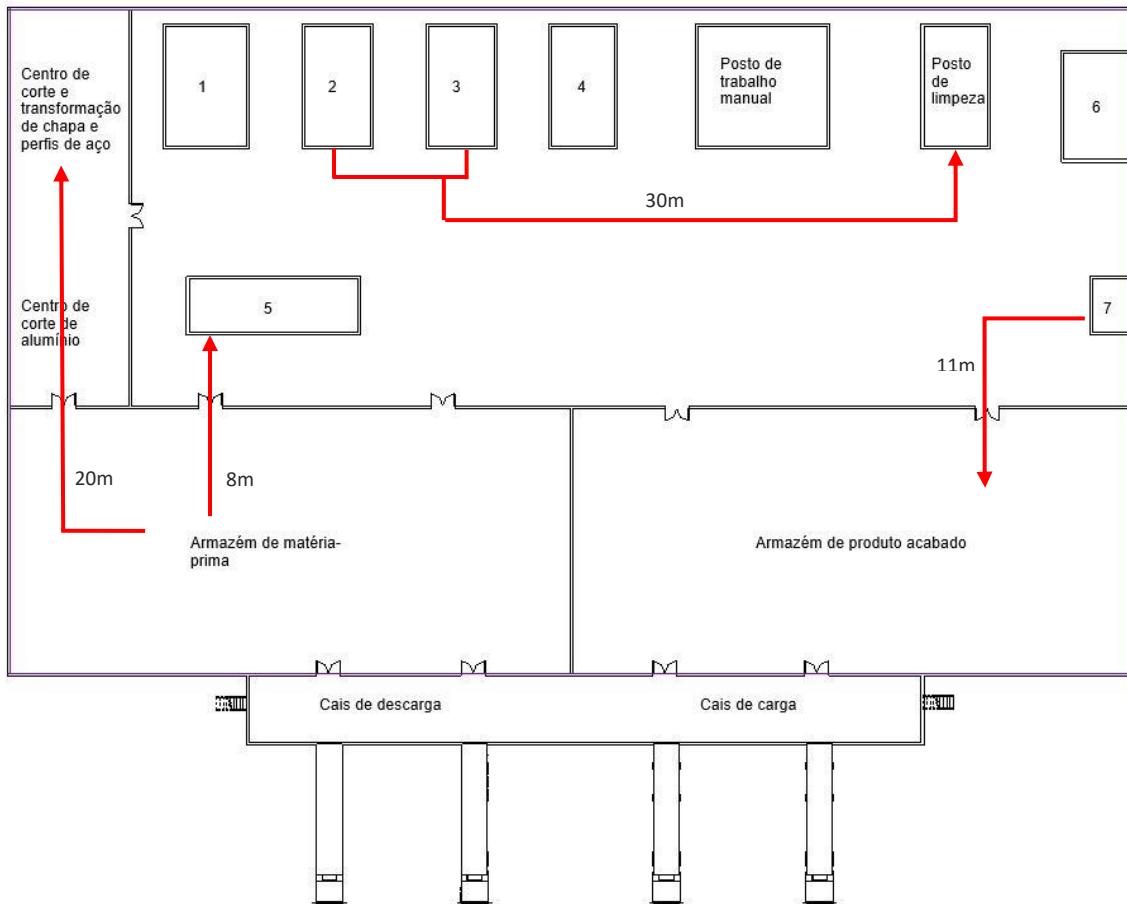 Centro de
corte e
transformação
de chapa e
perfis de aço
1
2
3
4
Posto de
trabalho
manual
Posto
de
limpeza
6
30m
Centro de
corte de
alumínio
5
7
11m
20m
8m
Armazém de matéria-
prima
Armazém de produto acabado
Cais de descarga
Cais de carga